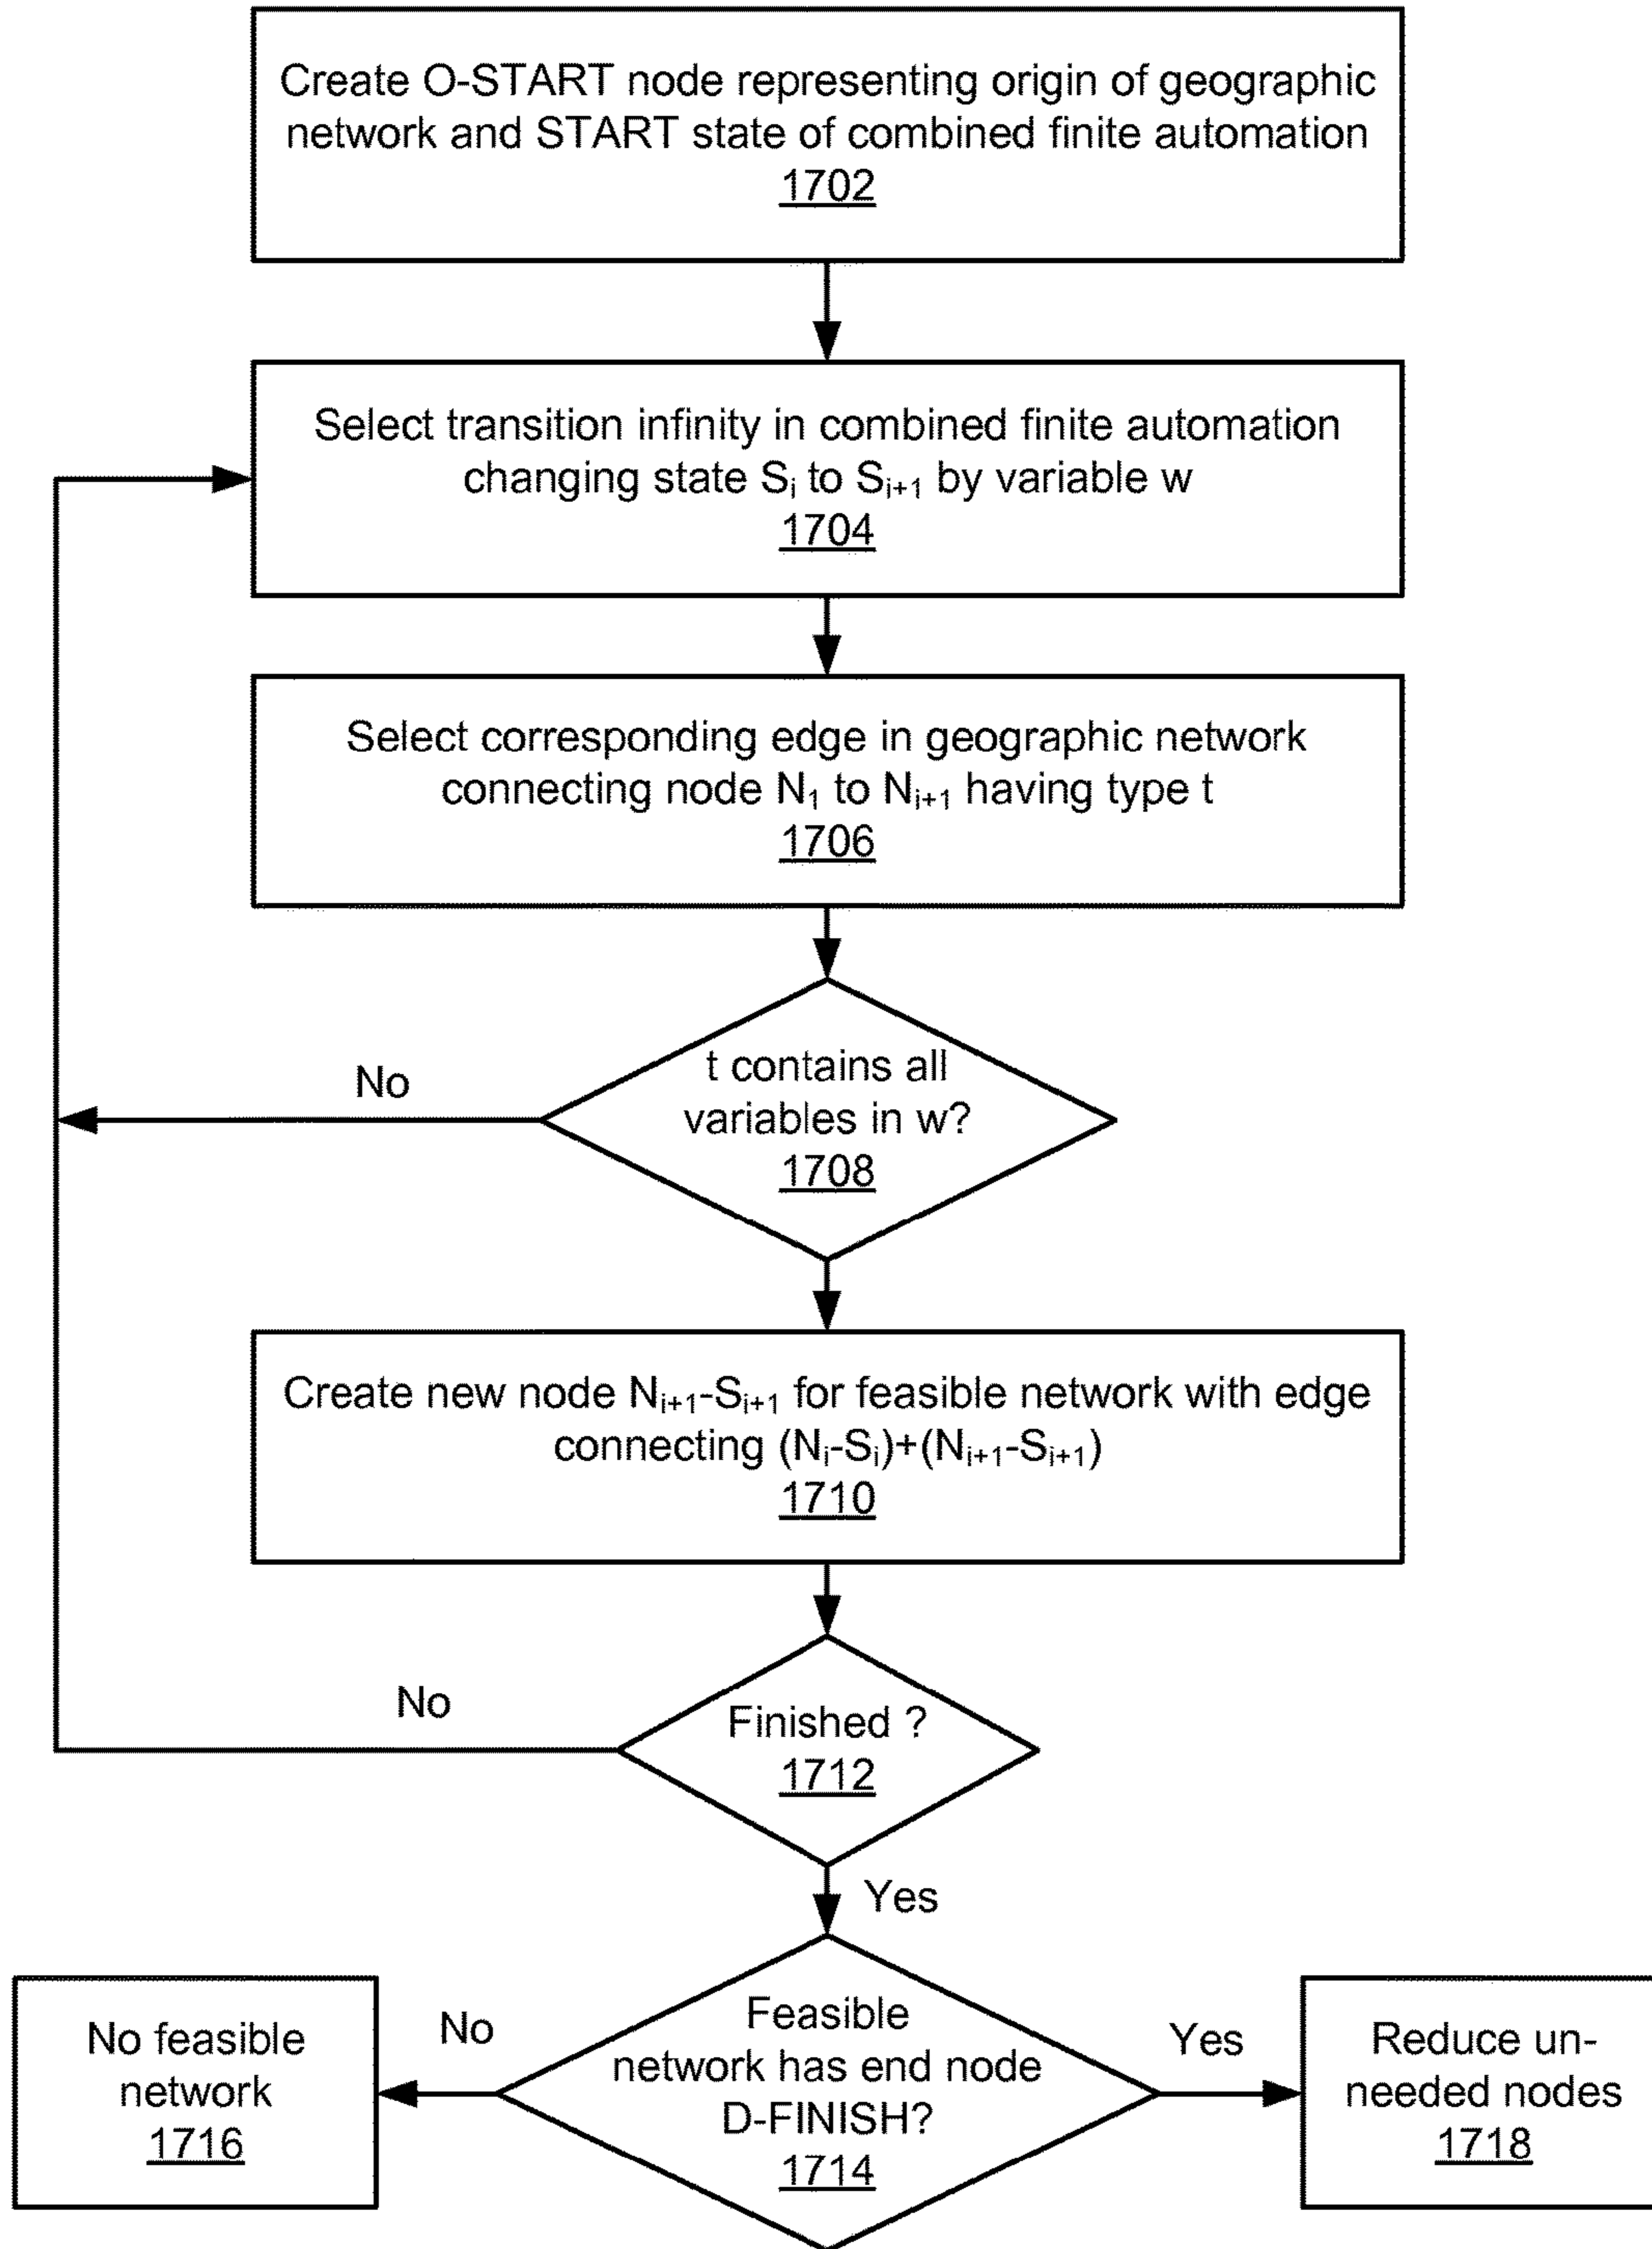 Create O-START node representing origin of geographic
network and START state of combined finite automation
1702
Select transition infinity in combined finite automation
changing state Sᵢ to Sᵢ₊₁ by variable w
1704
Select corresponding edge in geographic network
connecting node N₁ to Nᵢ₊₁ having type t
1706
t contains all
variables in w?
1708
No
Create new node Nᵢ₊₁-Sᵢ₊₁ for feasible network with edge
connecting (Nᵢ-Sᵢ)+(Nᵢ₊₁-Sᵢ₊₁)
1710
Finished ?
1712
No
Yes
Feasible
network has end node
D-FINISH?
1714
No
No feasible
network
1716
Yes
Reduce un-
needed nodes
1718